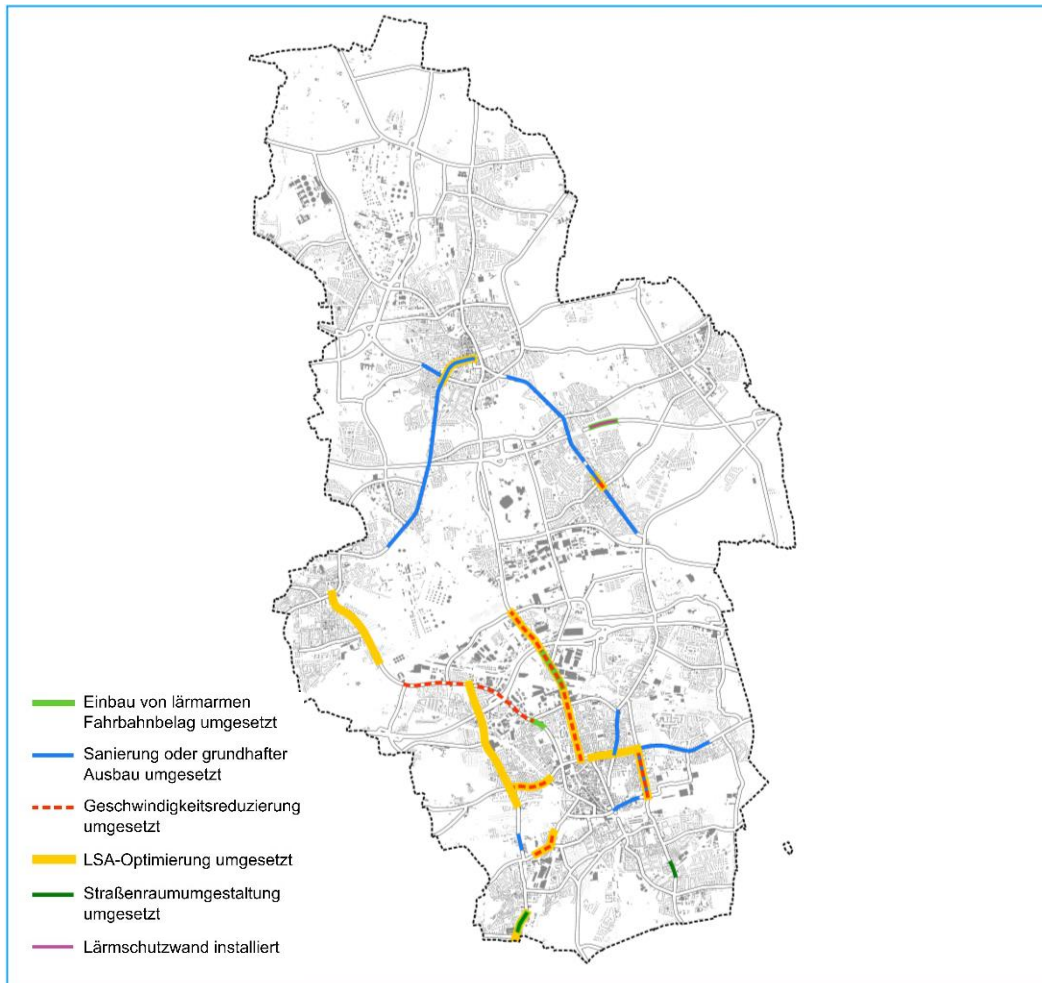 Einbau von lärmarmen
Fahrbahnbelag umgesetzt
Sanierung oder grundhafter
Ausbau umgesetzt
Geschwindigkeitsreduzierung
umgesetzt
LSA-Optimierung umgesetzt
Straßenraumumgestaltung
umgesetzt
Lärmschutzwand installiert